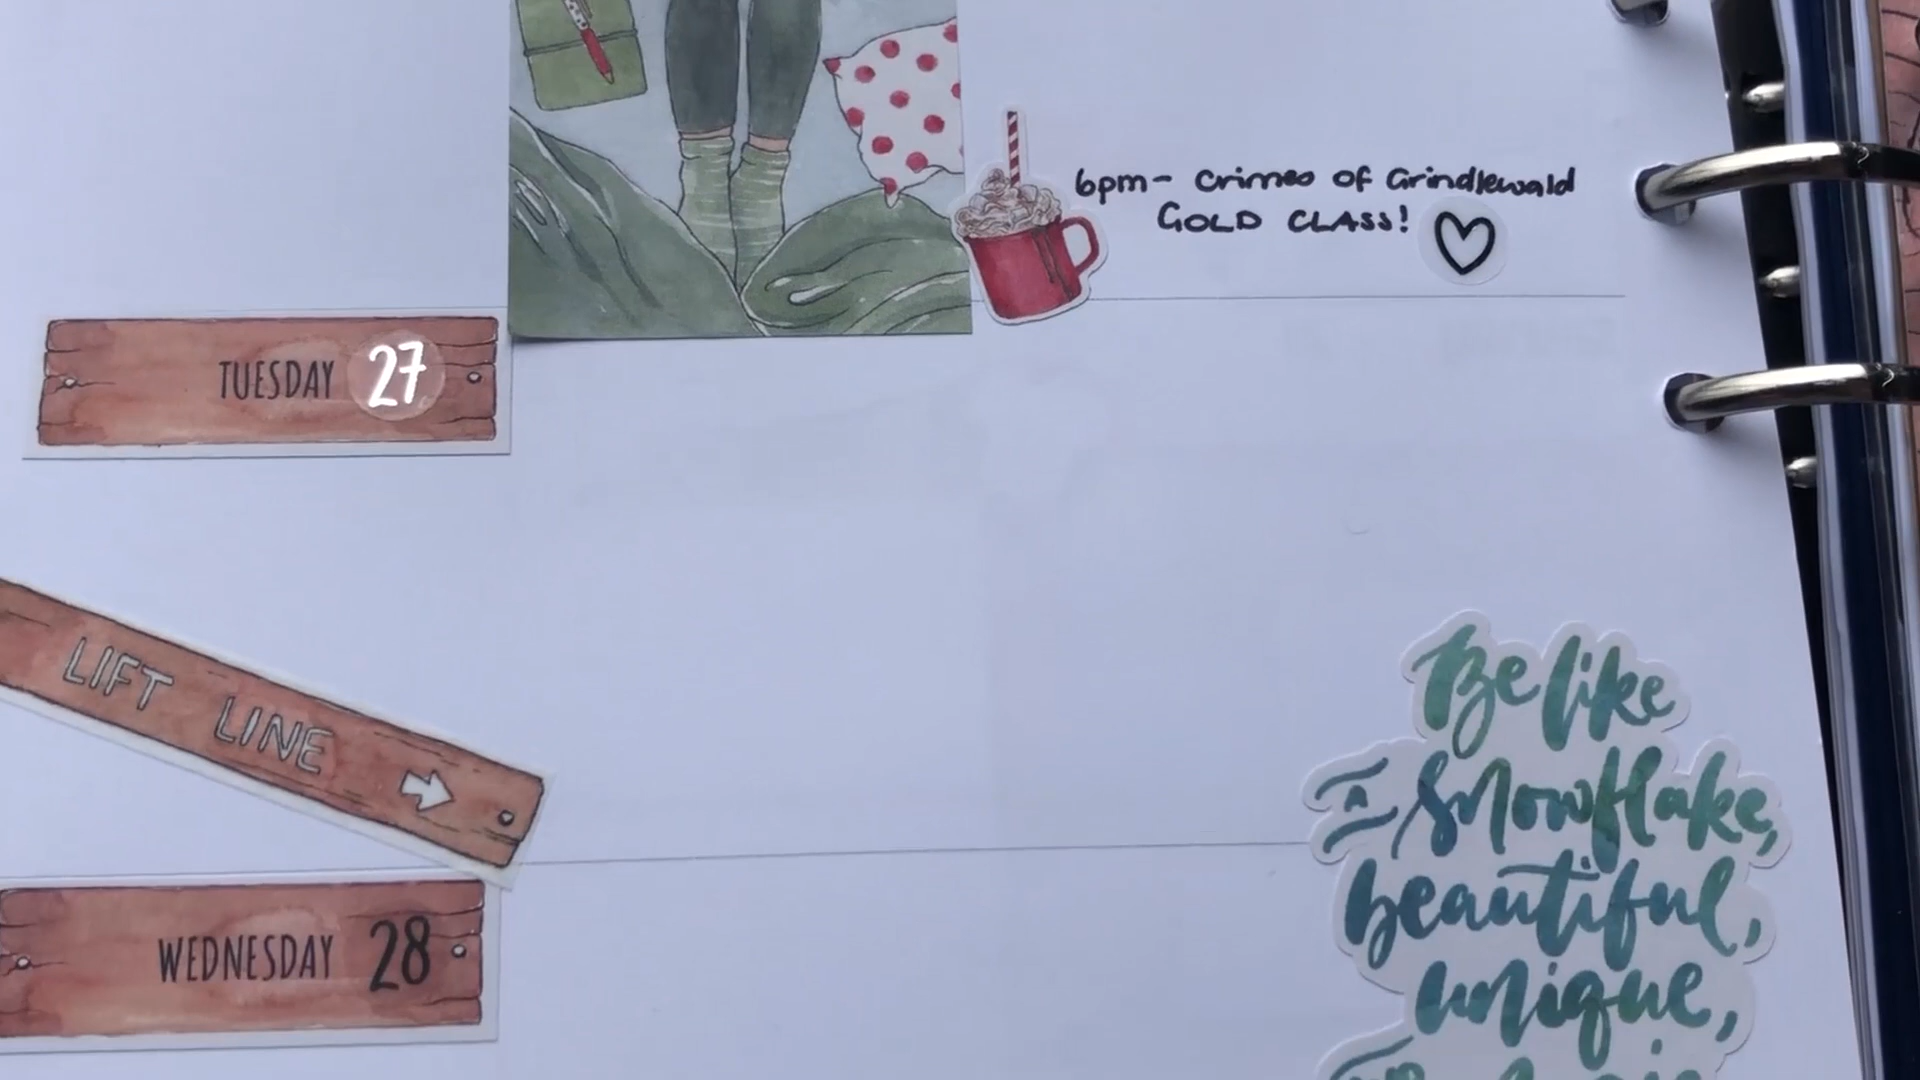 6pm - Crimes of Grindlewald
GOLD CLASS!
TUESDAY 27
LIFT LINE
WEDNESDAY 28
Be like
A Snowflake,
beautiful,
unique,